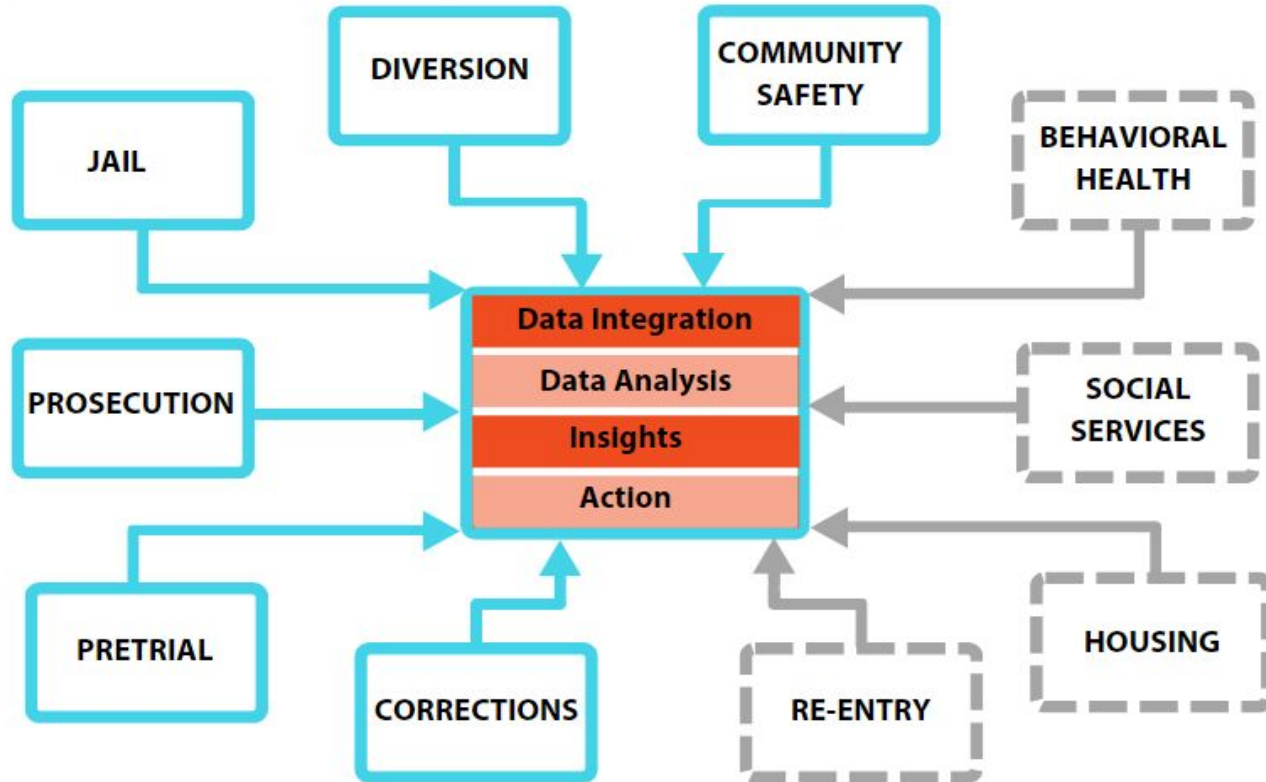 DIVERSION
COMMUNITY
SAFETY
JAIL
BEHAVIORAL
HEALTH
Data Integration
Data Analysis
Insights
Action
PROSECUTION
SOCIAL
SERVICES
PRETRIAL
CORRECTIONS
RE-ENTRY
HOUSING